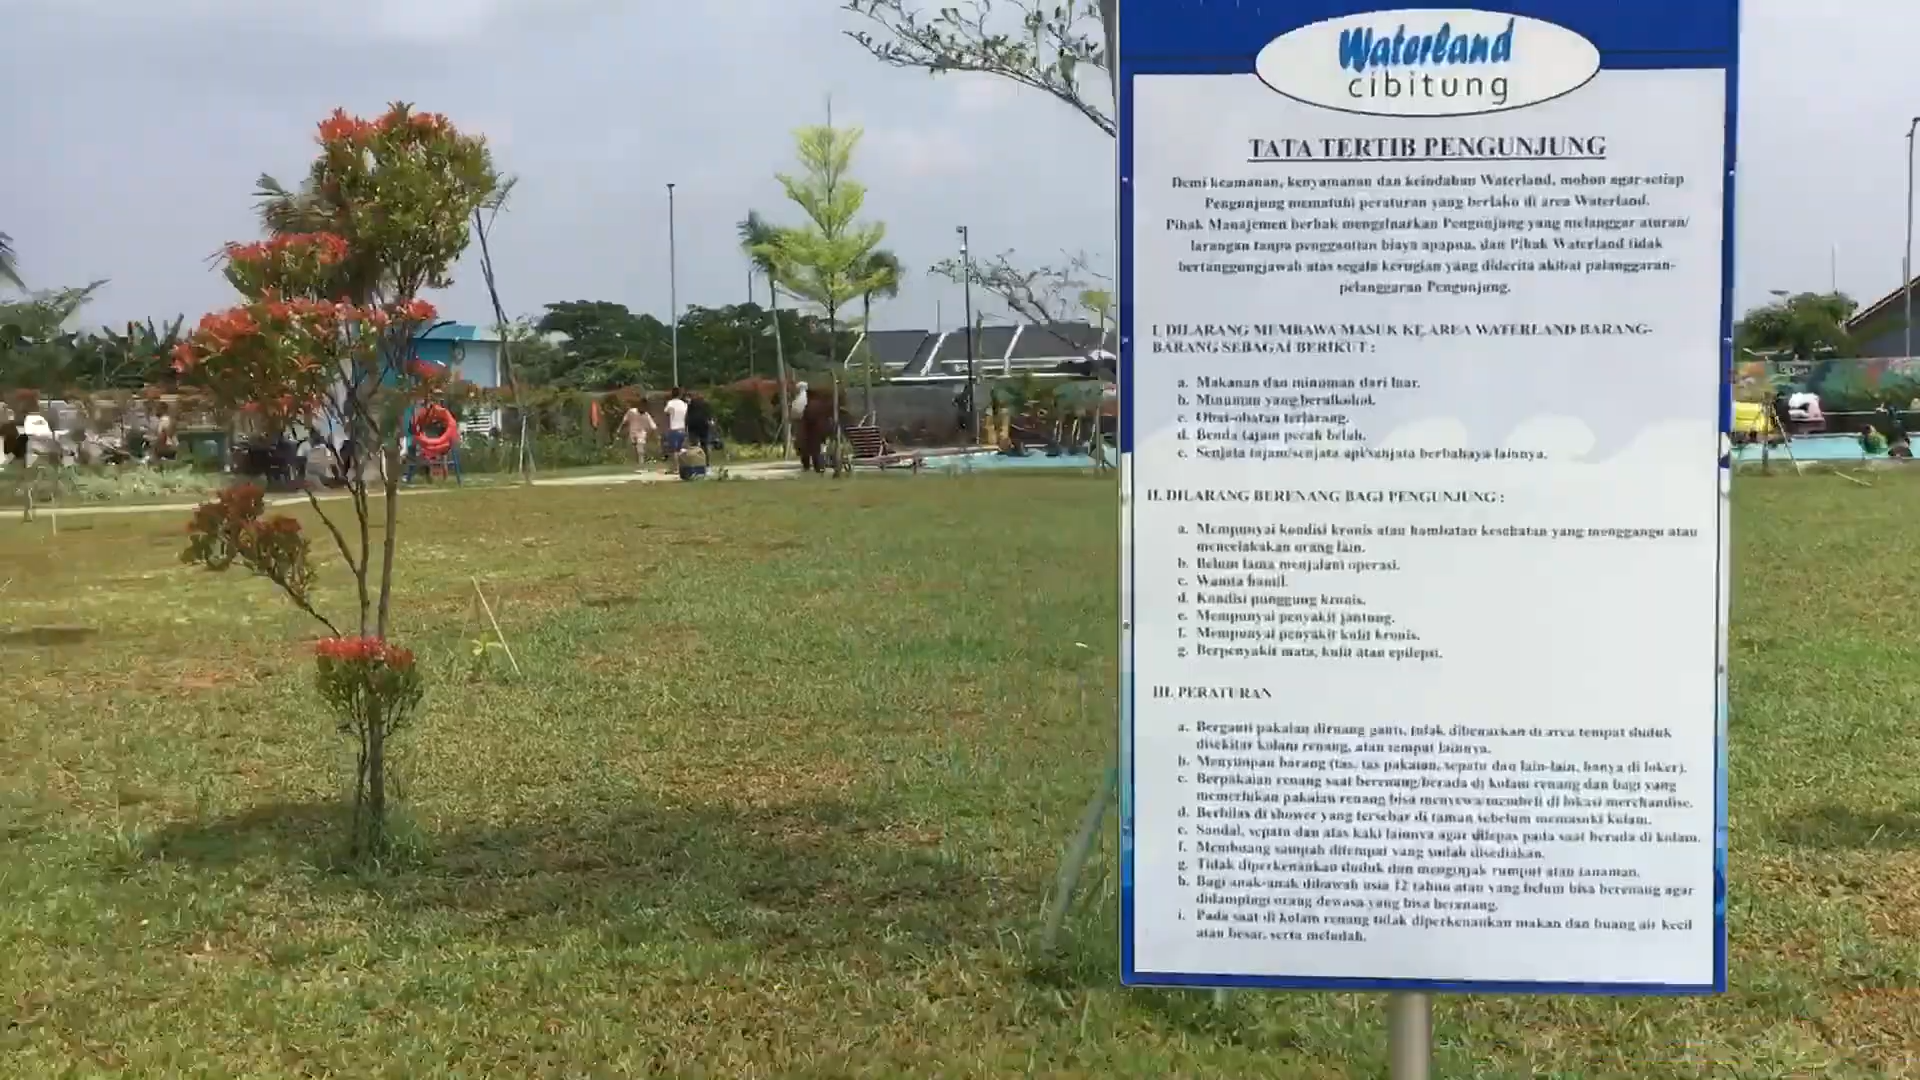 Waterland
cibitung
TATA TERTIB PENGUNJUNG
Demi keamanan, kenyamanan dan keindahan Waterland, mohon agar setiap
Pengunjung mematuhi peraturan yang berlaku di area Waterland.
Pihak Manajemen berhak mengeluarkan Pengunjung yang melanggar aturan/
larangan tanpa penggantian biaya apapun, dan Pihak Waterland tidak
bertanggungjawab atas segala kerugian yang diderita akibat palanggaran-
pelanggaran Pengunjung.
I. DILARANG MEMBAWA MASUK KE AREA WATERLAND BARANG-
BARANG SEBAGAI BERIKUT :
a. Makanan dan minuman dari luar.
b. Minuman yang beralkohol.
c. Obat-obatan terlarang.
d. Benda tajam pecah belah.
e. Senjata tajam/senjata api/sanjata berbahaya lainnya.
II. DILARANG BERENANG BAGI PENGUNJUNG :
a. Mempunyai kondisi kronis atau hambatan kesehatan yang menggangu atau
mencelakakan orang lain.
b. Belum lama menjalani operasi.
c. Wanita hamil.
d. Kondisi punggung kronis.
e. Mempunyai penyakit jantung.
f. Mempunyai penyakit kulit kronis.
g. Berpenyakit mata, kulit atau epilepsi.
III. PERATURAN
a. Berganti pakaian diruang ganti, tidak dibenarkan di area tempat duduk
disekitar kolam renang, atau tempat lainnya.
b. Menyimpan barang (tas, tas pakaian, sepatu dan lain-lain, hanya di loker).
c. Berpakaian renang saat berenang/berada di kolam renang dan bagi yang
memerlukan pakaian renang bisa menyewa/membeli di lokasi merchandise.
d. Berbilas di shower yang tersebar di taman sebelum memasuki kolam.
e. Sandal, sepatu dan alas kaki lainnya agar dilepas pada saat berada di kolam.
f. Membuang sampah ditempat yang sudah disediakan.
g. Tidak diperkenankan duduk dan menginjak rumput atau tanaman.
h. Bagi anak-anak dibawah usia 12 tahun atau yang belum bisa berenang agar
didampingi orang dewasa yang bisa berenang.
i. Pada saat di kolam renang tidak diperkenankan makan dan buang air kecil
atau besar, serta meludah.